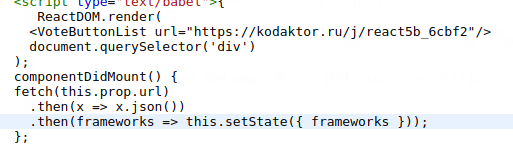 <script type="text/babel">{
ReactDOM.render(
<VoteButtonList url="https://kodaktor.ru/j/react5b_6cbf2"/>
document.querySelector('div')
);
componentDidMount() {
fetch(this.prop.url)
.then(x => x.json())
.then(frameworks => this.setState({ frameworks }));
};